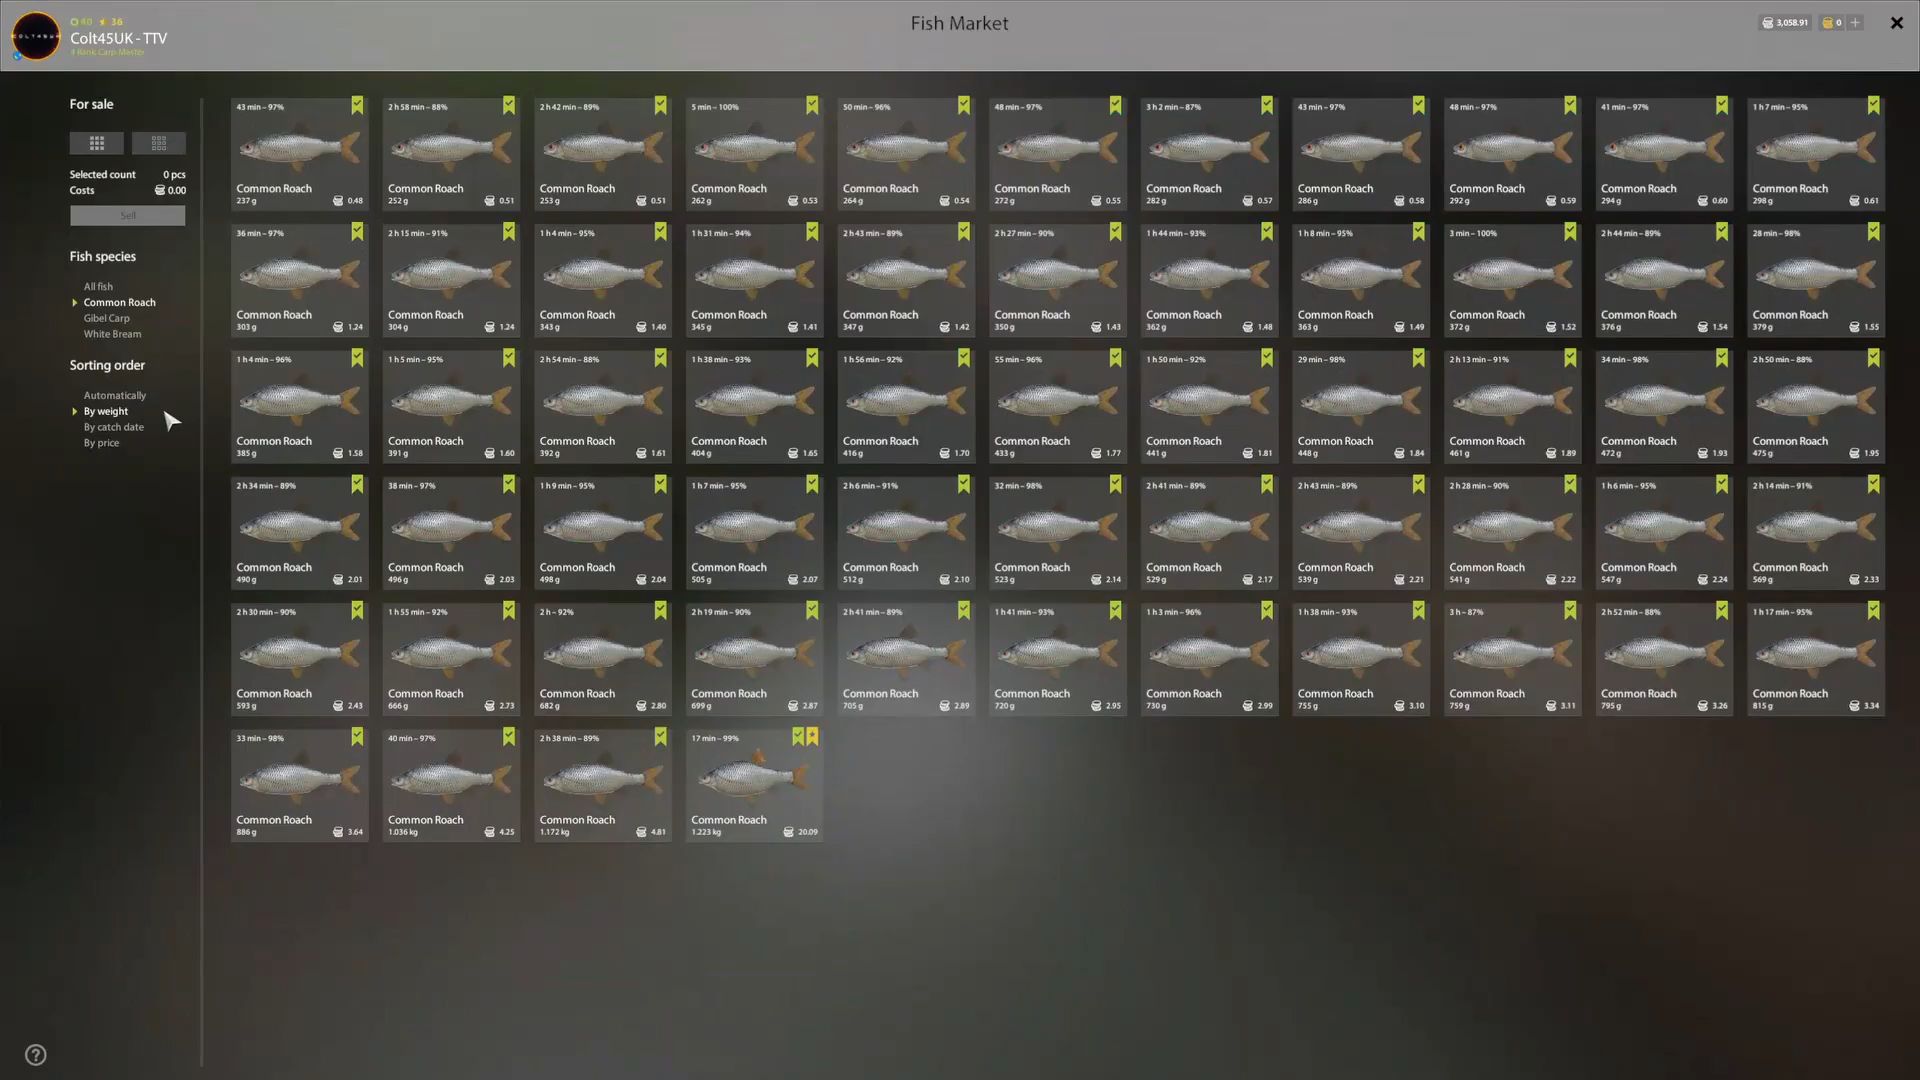 40 ★ 36
Fish Market
3,058.91
0
Colt45UK - TTV
For sale
Selected count 0 pcs
Costs 0.00
Sell
Fish species
All fish
Common Roach
Gibel Carp
White Bream
Sorting order
Automatically
By weight
By catch date
By price
43 min – 97% 2 h 58 min – 88% 2 h 42 min – 89% 5 min – 100% 50 min – 96% 48 min – 97% 3 h 2 min – 87% 43 min – 97% 48 min – 97% 41 min – 97% 1 h 7 min – 95%
Common Roach Common Roach Common Roach Common Roach Common Roach Common Roach Common Roach Common Roach Common Roach Common Roach Common Roach
237 g 0.48 252 g 0.51 253 g 0.51 262 g 0.53 264 g 0.54 272 g 0.55 282 g 0.57 286 g 0.58 292 g 0.59 294 g 0.60 298 g 0.61
36 min – 97% 2 h 15 min – 91% 1 h 4 min – 95% 1 h 31 min – 94% 2 h 43 min – 89% 2 h 27 min – 90% 1 h 44 min – 93% 1 h 8 min – 95% 3 min – 100% 2 h 44 min – 89% 28 min – 98%
Common Roach Common Roach Common Roach Common Roach Common Roach Common Roach Common Roach Common Roach Common Roach Common Roach Common Roach
303 g 1.24 304 g 1.24 343 g 1.40 345 g 1.41 347 g 1.42 350 g 1.43 362 g 1.48 363 g 1.49 372 g 1.52 376 g 1.54 379 g 1.55
1 h 4 min – 96% 1 h 5 min – 95% 2 h 54 min – 88% 1 h 38 min – 93% 1 h 56 min – 92% 55 min – 96% 1 h 50 min – 92% 29 min – 98% 2 h 13 min – 91% 34 min – 98% 2 h 50 min – 88%
Common Roach Common Roach Common Roach Common Roach Common Roach Common Roach Common Roach Common Roach Common Roach Common Roach Common Roach
385 g 1.58 391 g 1.60 392 g 1.61 404 g 1.65 416 g 1.70 433 g 1.77 441 g 1.81 448 g 1.84 461 g 1.89 472 g 1.93 475 g 1.95
2 h 34 min – 89% 38 min – 97% 1 h 9 min – 95% 1 h 7 min – 95% 2 h 6 min – 91% 32 min – 98% 2 h 41 min – 89% 2 h 43 min – 89% 2 h 28 min – 90% 1 h 6 min – 95% 2 h 14 min – 91%
Common Roach Common Roach Common Roach Common Roach Common Roach Common Roach Common Roach Common Roach Common Roach Common Roach Common Roach
490 g 2.01 496 g 2.03 498 g 2.04 505 g 2.07 512 g 2.10 523 g 2.14 529 g 2.17 539 g 2.21 541 g 2.22 547 g 2.24 569 g 2.33
2 h 30 min – 90% 1 h 55 min – 92% 2 h – 92% 2 h 19 min – 90% 2 h 41 min – 89% 1 h 41 min – 93% 1 h 3 min – 96% 1 h 38 min – 93% 3 h – 87% 2 h 52 min – 88% 1 h 17 min – 95%
Common Roach Common Roach Common Roach Common Roach Common Roach Common Roach Common Roach Common Roach Common Roach Common Roach Common Roach
593 g 2.43 666 g 2.73 682 g 2.80 699 g 2.87 705 g 2.89 720 g 2.95 730 g 2.99 755 g 3.10 759 g 3.11 795 g 3.26 815 g 3.34
33 min – 98% 40 min – 97% 2 h 38 min – 89% 17 min – 99%
Common Roach Common Roach Common Roach Common Roach
886 g 3.64 1.036 kg 4.25 1.172 kg 4.81 1.223 kg 20.09
?